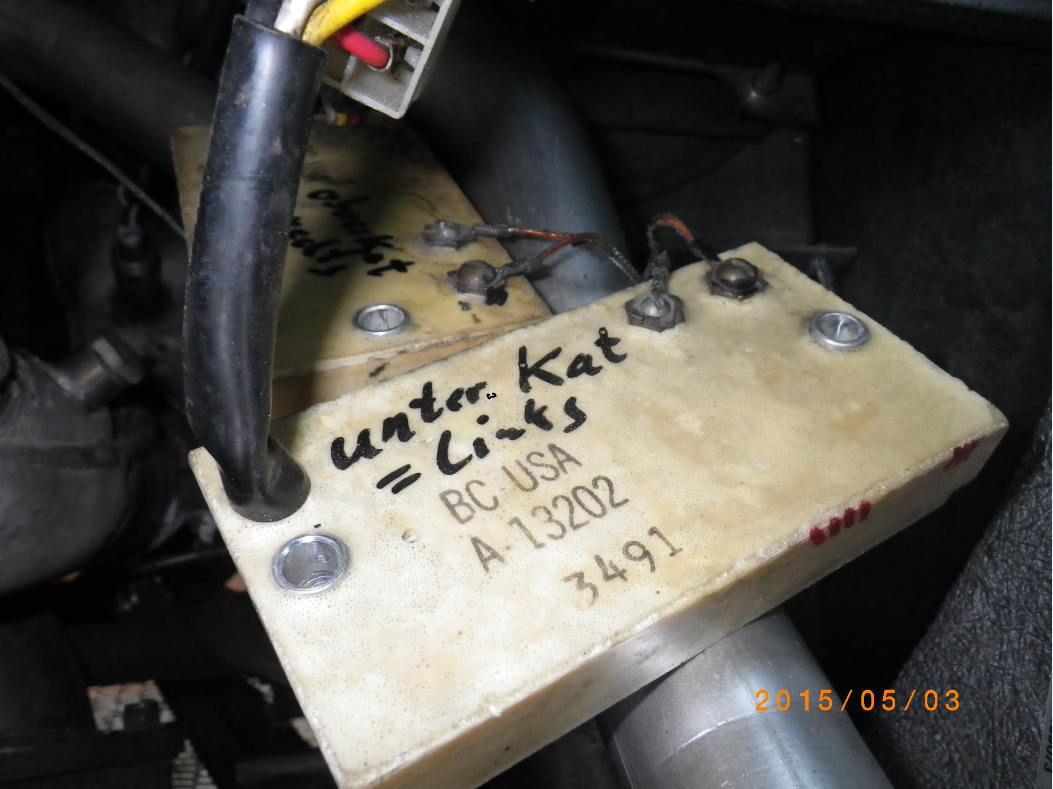 unter Kat
= Links
BC USA
A-13202
3491
2015/05/03